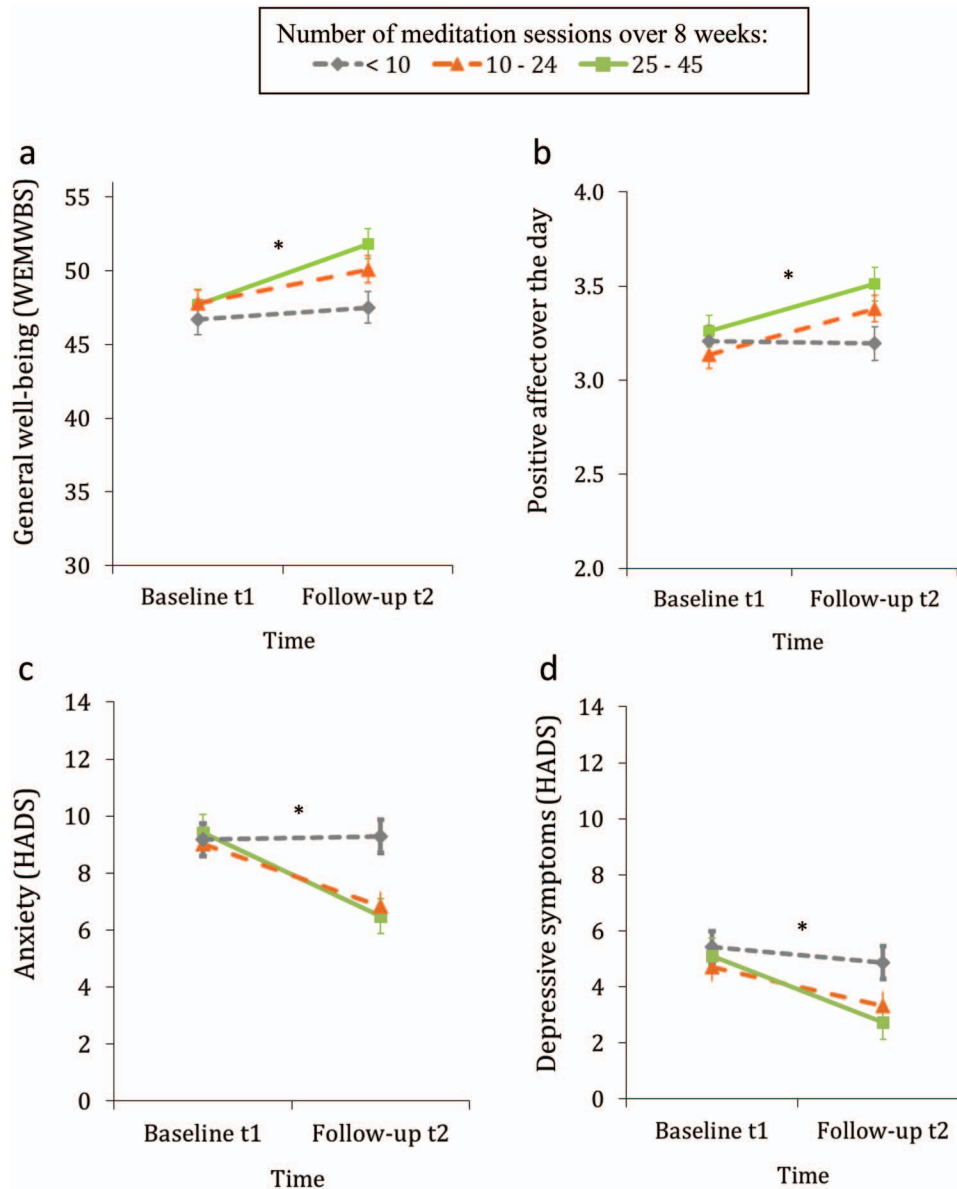 Number of meditation sessions over 8 weeks:
< 10 10 - 24 25 - 45
a
General well-being (WEMWBS)
55
50
45
40
35
30
Baseline t1 Follow-up t2
Time
*
b
Positive affect over the day
4.0
3.5
3.0
2.5
2.0
Baseline t1 Follow-up t2
Time
*
c
Anxiety (HADS)
14
12
10
8
6
4
2
0
Baseline t1 Follow-up t2
Time
*
d
Depressive symptoms (HADS)
14
12
10
8
6
4
2
0
Baseline t1 Follow-up t2
Time
*